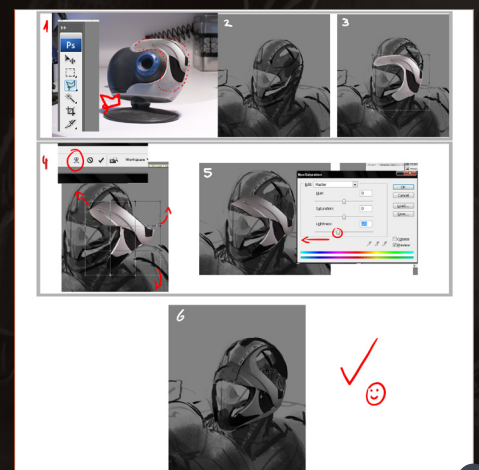 1
Ps
2
3
4
Workspace
5
Hue/Saturation
Edit: Master
Hue: 0
Saturation: 0
Lightness:
OK
Cancel
Load...
Save...
Colorize
Preview
6